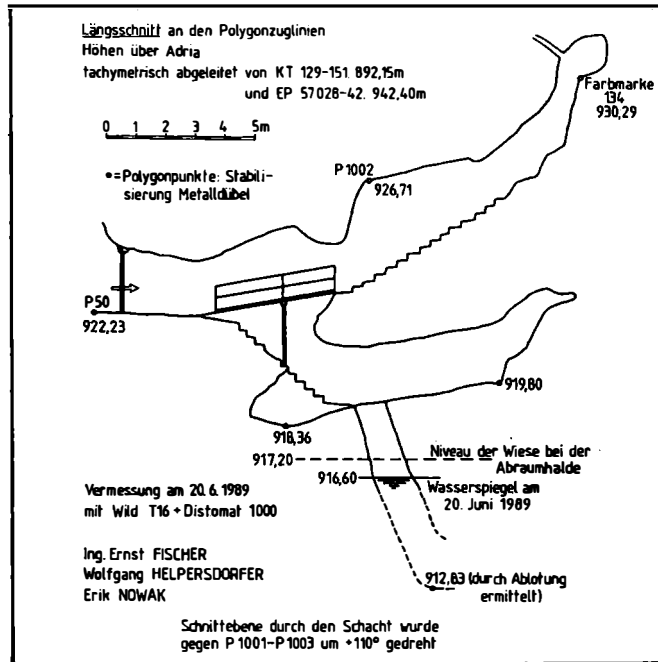 Längsschnitt an den Polygonzuglinien
Höhen über Adria
tachymetrisch abgeleitet von KT 129-151. 892,15m
und EP 57028-42. 942,40m
0 1 2 3 4 5m
•=Polygonpunkte: Stabili-
sierung Metalldübel
Farbmarke
134
930,29
P 1002
926,71
P50
922,23
919,80
918,36
917,20
Niveau der Wiese bei der
Abraumhalde
916,60
Wasserspiegel am
20. Juni 1989
Vermessung am 20.6.1989
mit Wild T16 + Distomat 1000
Ing. Ernst FISCHER
Wolfgang HELPERSDORFER
Erik NOWAK
912,83 (durch Ablotung
ermittelt)
Schnittebene durch den Schacht wurde
gegen P1001-P1003 um +110° gedreht